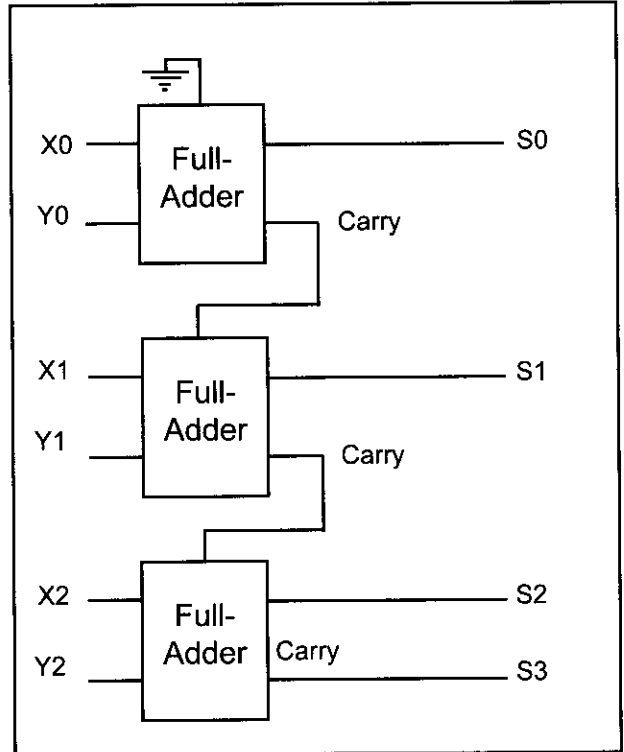 X0
Y0
Full-
Adder
S0
Carry
X1
Y1
Full-
Adder
S1
Carry
X2
Y2
Full-
Adder
Carry
S2
S3